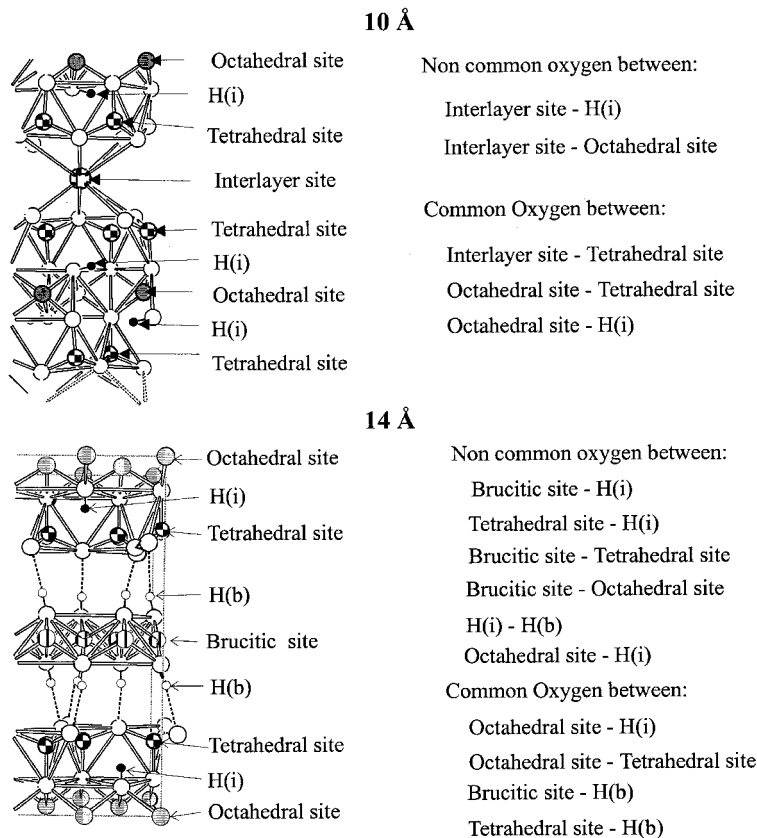 10 Å
Octahedral site
H(i)
Tetrahedral site
Interlayer site
Tetrahedral site
H(i)
Octahedral site
H(i)
Tetrahedral site
Non common oxygen between:
Interlayer site - H(i)
Interlayer site - Octahedral site
Common Oxygen between:
Interlayer site - Tetrahedral site
Octahedral site - Tetrahedral site
Octahedral site - H(i)
14 Å
Octahedral site
H(i)
Tetrahedral site
H(b)
Brucitic site
H(b)
Tetrahedral site
H(i)
Octahedral site
Non common oxygen between:
Brucitic site - H(i)
Tetrahedral site - H(i)
Brucitic site - Tetrahedral site
Brucitic site - Octahedral site
H(i) - H(b)
Octahedral site - H(i)
Common Oxygen between:
Octahedral site - H(i)
Octahedral site - Tetrahedral site
Brucitic site - H(b)
Tetrahedral site - H(b)